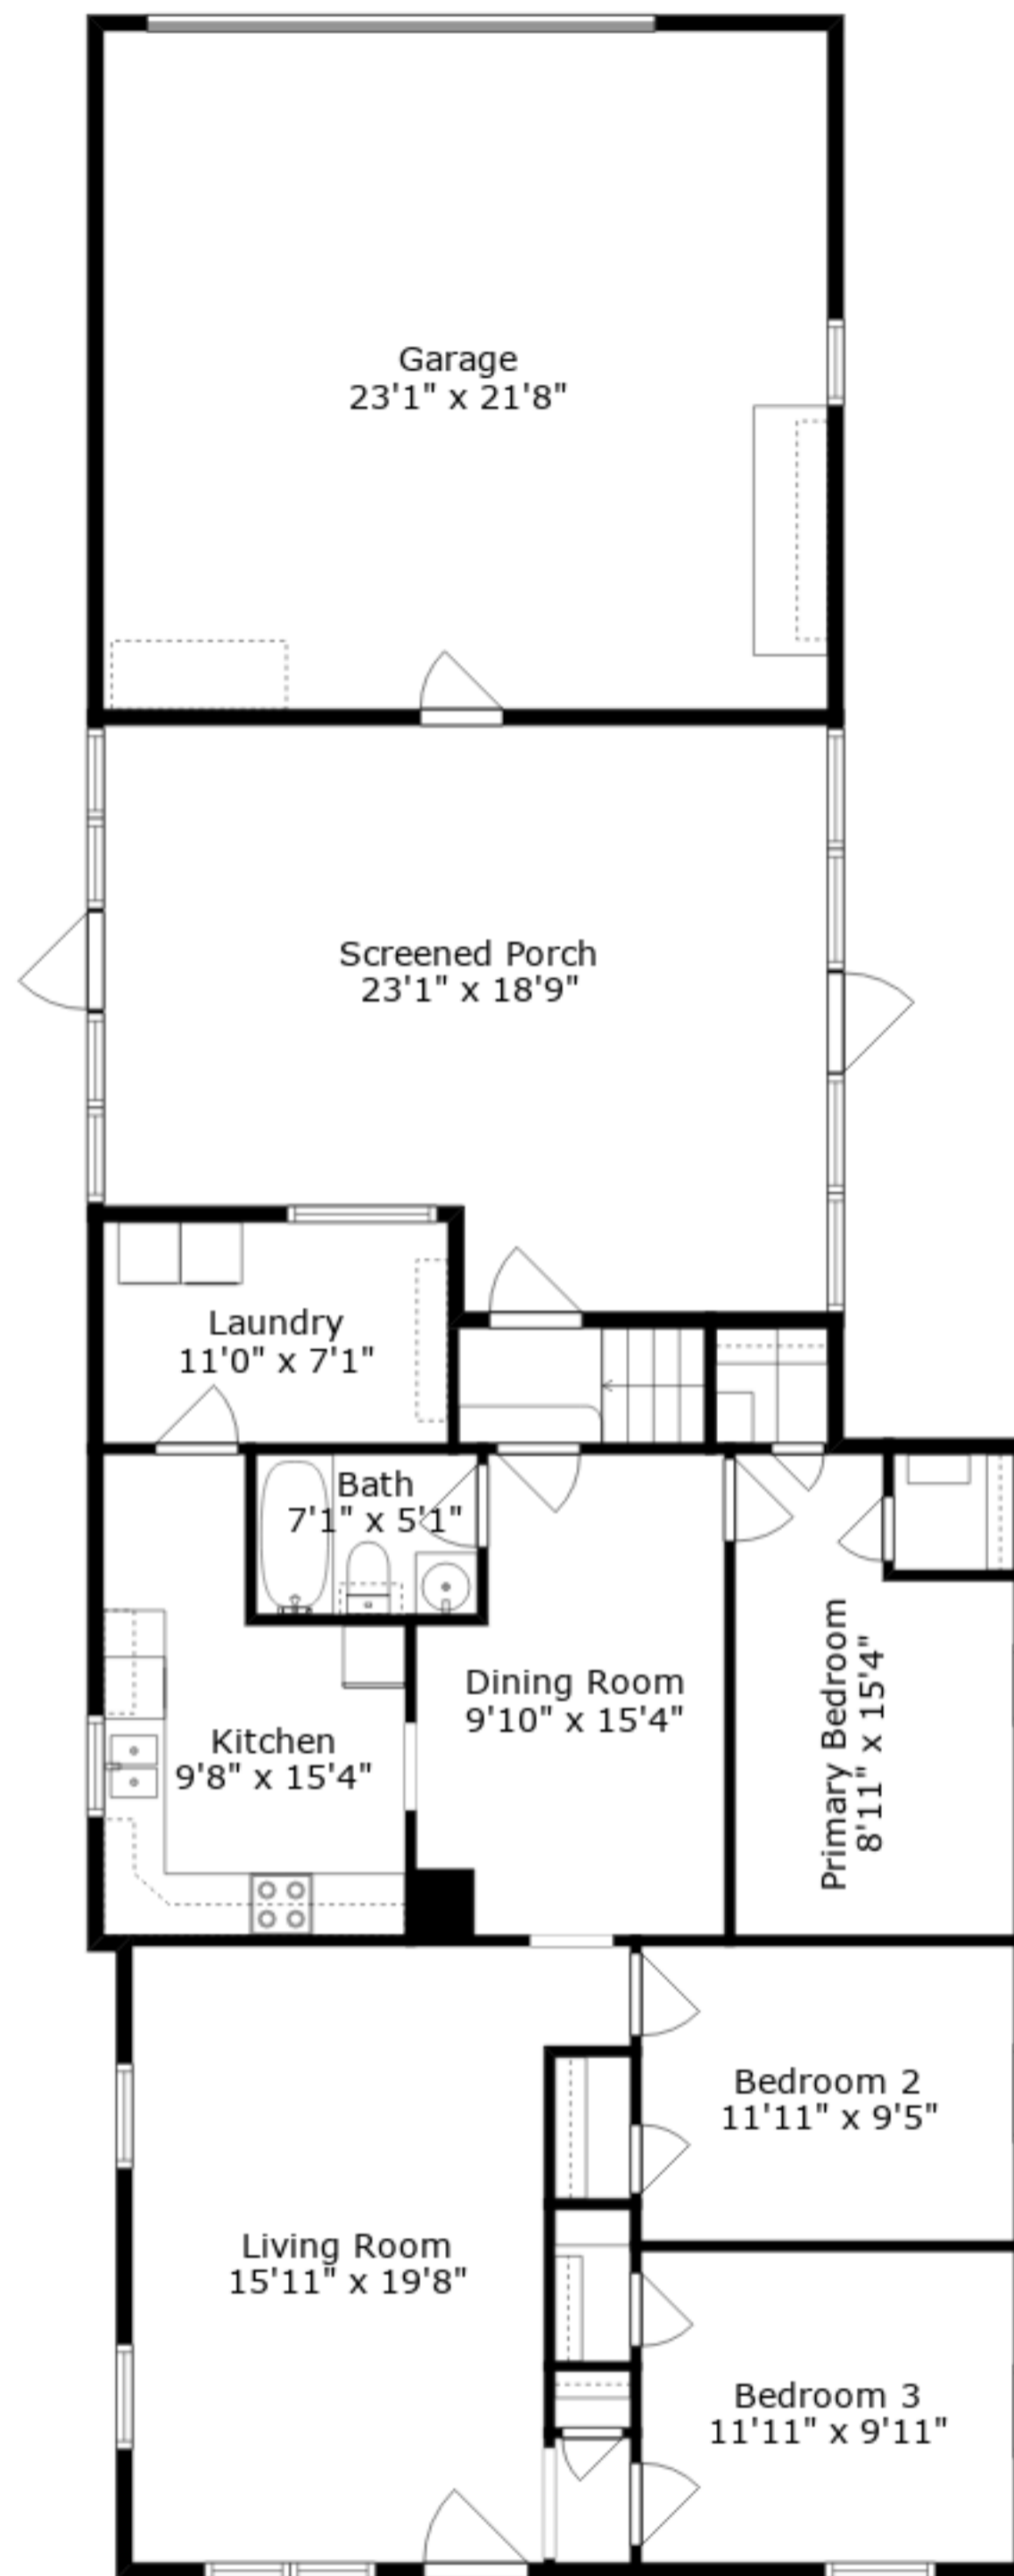 Garage
23'1" x 21'8"
Screened Porch
23'1" x 18'9"
Laundry
11'0" x 7'1"
Bath
7'1" x 5'1"
Dining Room
9'10" x 15'4"
Kitchen
9'8" x 15'4"
Primary Bedroom
8'11" x 15'4"
Bedroom 2
11'11" x 9'5"
Living Room
15'11" x 19'8"
Bedroom 3
11'11" x 9'11"